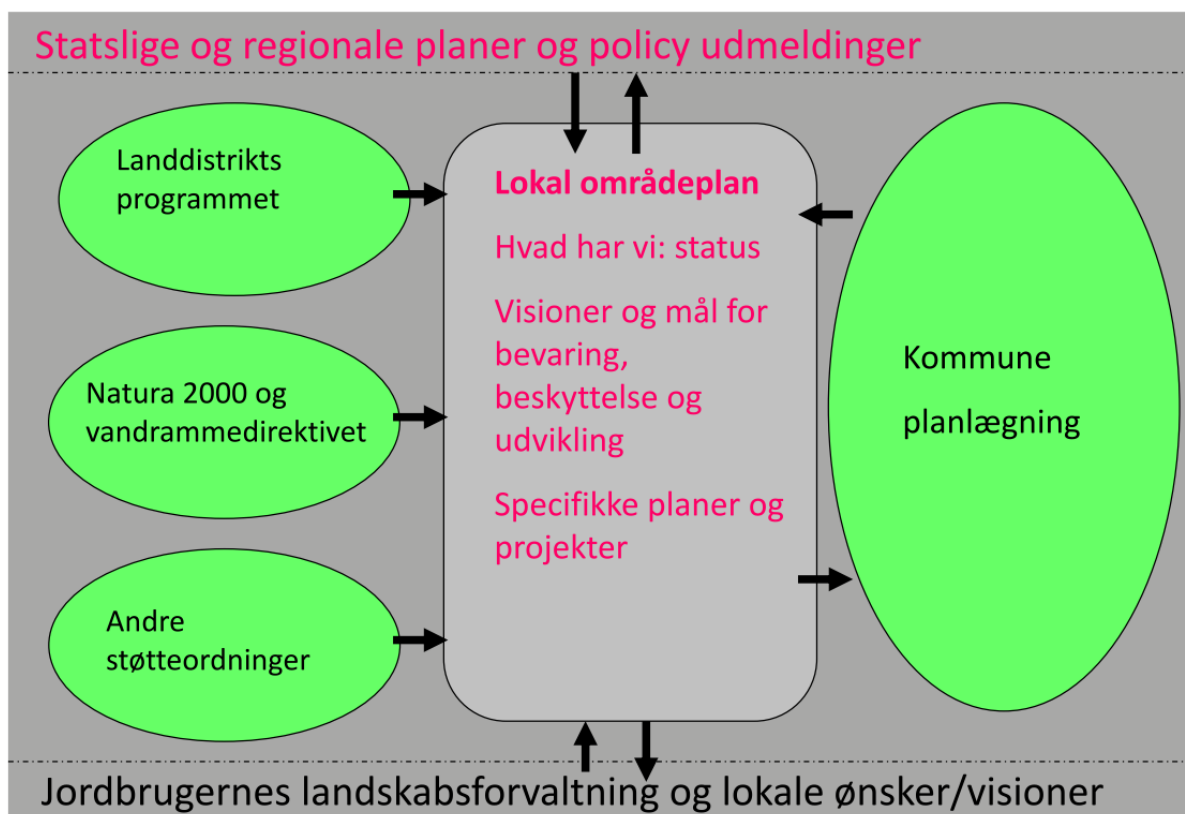 Statslige og regionale planer og policy udmeldinger
Landdistrikts
programmet
Natura 2000 og
vandrammedirektivet
Andre
støtteordninger
Lokal områdeplan
Hvad har vi: status
Visioner og mål for
bevaring,
beskyttelse og
udvikling
Specifikke planer og
projekter
Kommune
planlægning
Jordbrugernes landskabsforvaltning og lokale ønsker/visioner